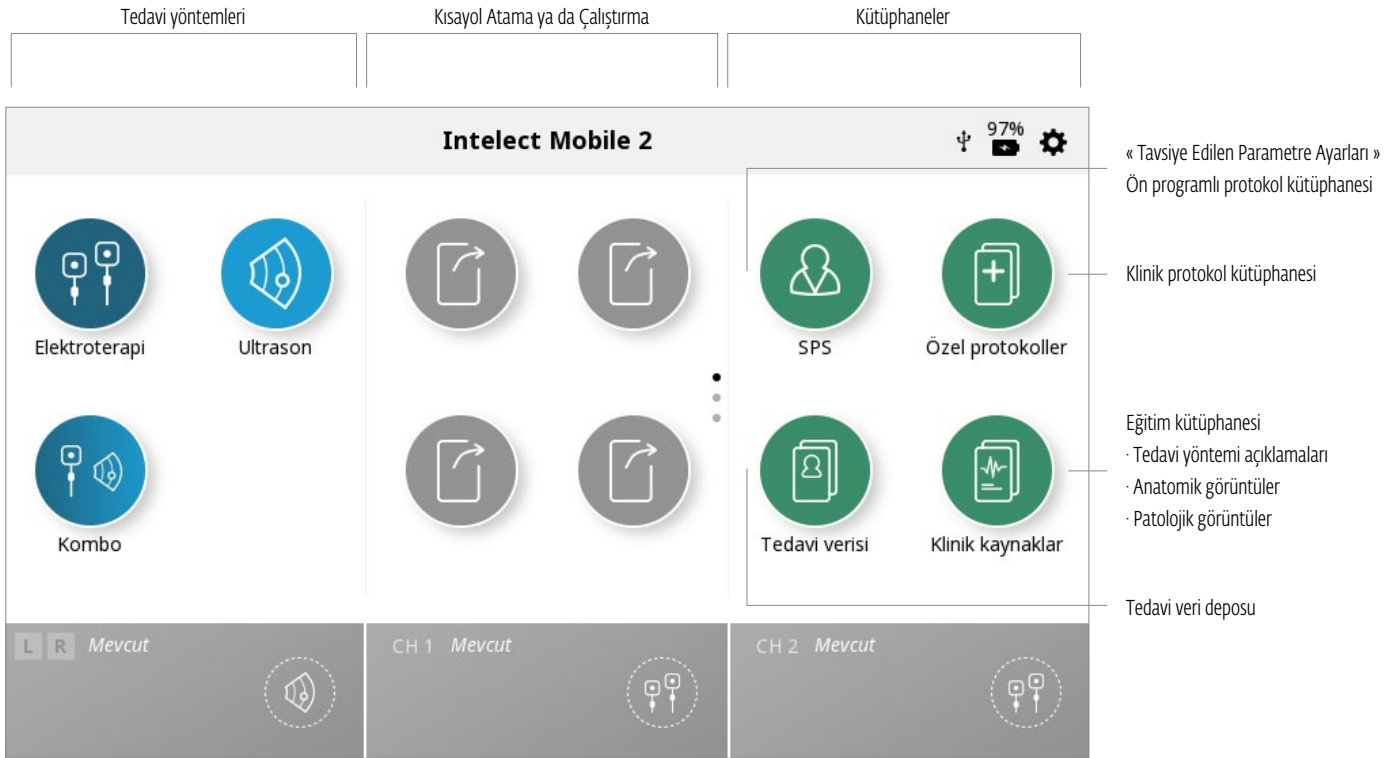 Tedavi yöntemleri
Kısayol Atama ya da Çalıştırma
Kütüphaneler
Intelect Mobile 2
97%
« Tavsiye Edilen Parametre Ayarları »
Ön programlı protokol kütüphanesi
Klinik protokol kütüphanesi
Elektroterapi
Ultrason
SPS
Özel protokoller
Eğitim kütüphanesi
· Tedavi yöntemi açıklamaları
· Anatomik görüntüler
· Patolojik görüntüler
Kombo
Tedavi verisi
Klinik kaynaklar
Tedavi veri deposu
L R Mevcut
CH 1 Mevcut
CH 2 Mevcut